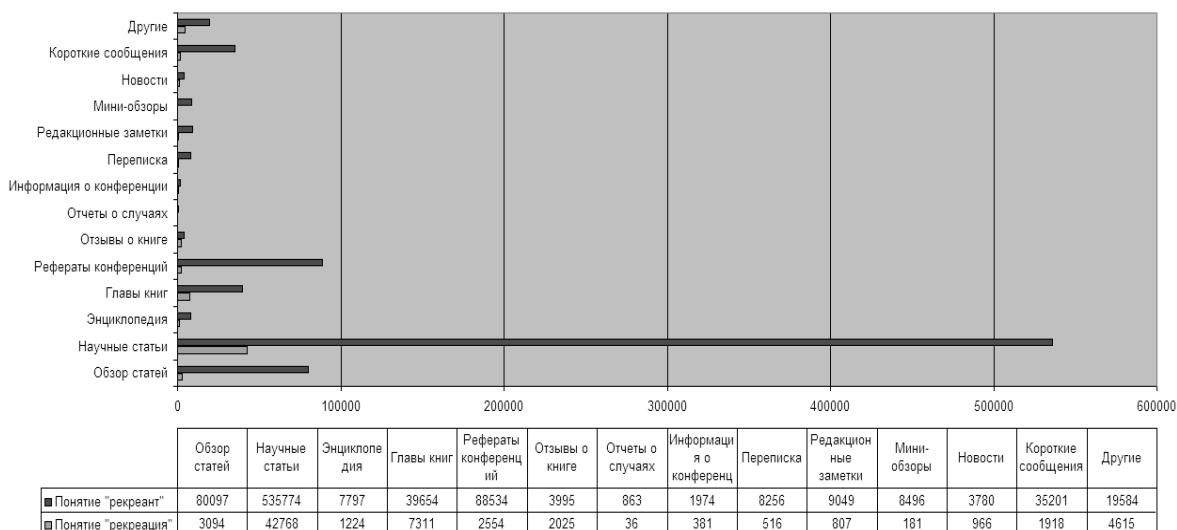 Другие
Короткие сообщения
Новости
Мини-обзоры
Редакционные заметки
Переписка
Информация о конференции
Отчеты о случаях
Отзывы о книге
Рефераты конференций
Главы книг
Энциклопедия
Научные статьи
Обзор статей
0 100000 200000 300000 400000 500000 600000
Обзор статей Научные статьи Энциклопе дия Главы книг Рефераты конференц ий Отзывы о книге Отчеты о случаях Информаци я о конференц Переписка Редакцион ные заметки Мини- обзоры Новости Короткие сообщения Другие
Понятие "рекреант" 80097 535774 7797 39654 88534 3995 863 1974 8256 9049 8496 3780 35201 19584
Понятие "рекреация" 3094 42768 1224 7311 2554 2025 36 381 516 807 181 966 1918 4615